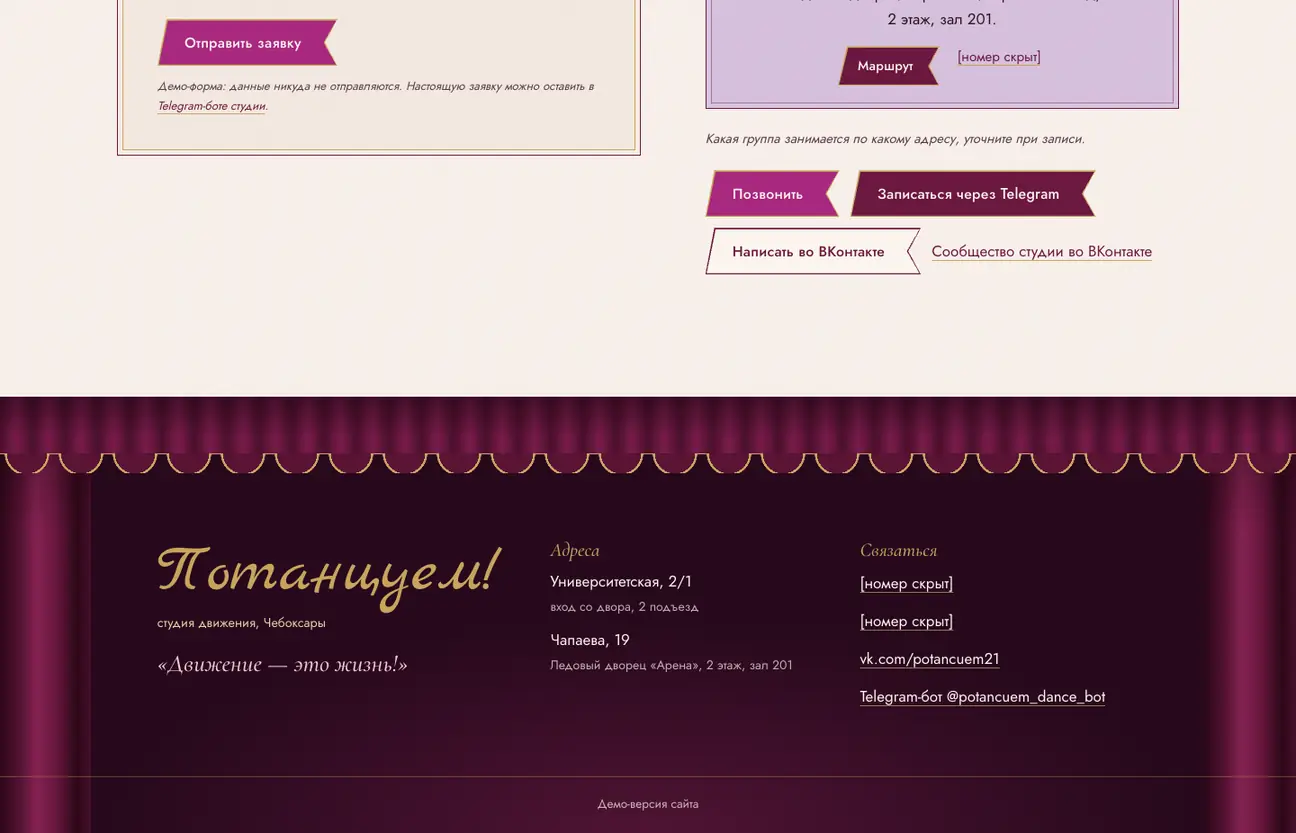 Отправить заявку
Демо-форма: данные никуда не отправляются. Настоящую заявку можно оставить в
Telegram-боте студии.
2 этаж, зал 201.
Маршрут
[номер скрыт]
Какая группа занимается по какому адресу, уточните при записи.
Позвонить
Записаться через Telegram
Написать во ВКонтакте
Сообщество студии во ВКонтакте
Потанцуем!
студия движения, Чебоксары
«Движение — это жизнь!»
Адреса
Университетская, 2/1
вход со двора, 2 подъезд
Чапаева, 19
Ледовый дворец «Арена», 2 этаж, зал 201
Связаться
[номер скрыт]
[номер скрыт]
vk.com/potancuem21
Telegram-бот @potancuem_dance_bot
Демо-версия сайта